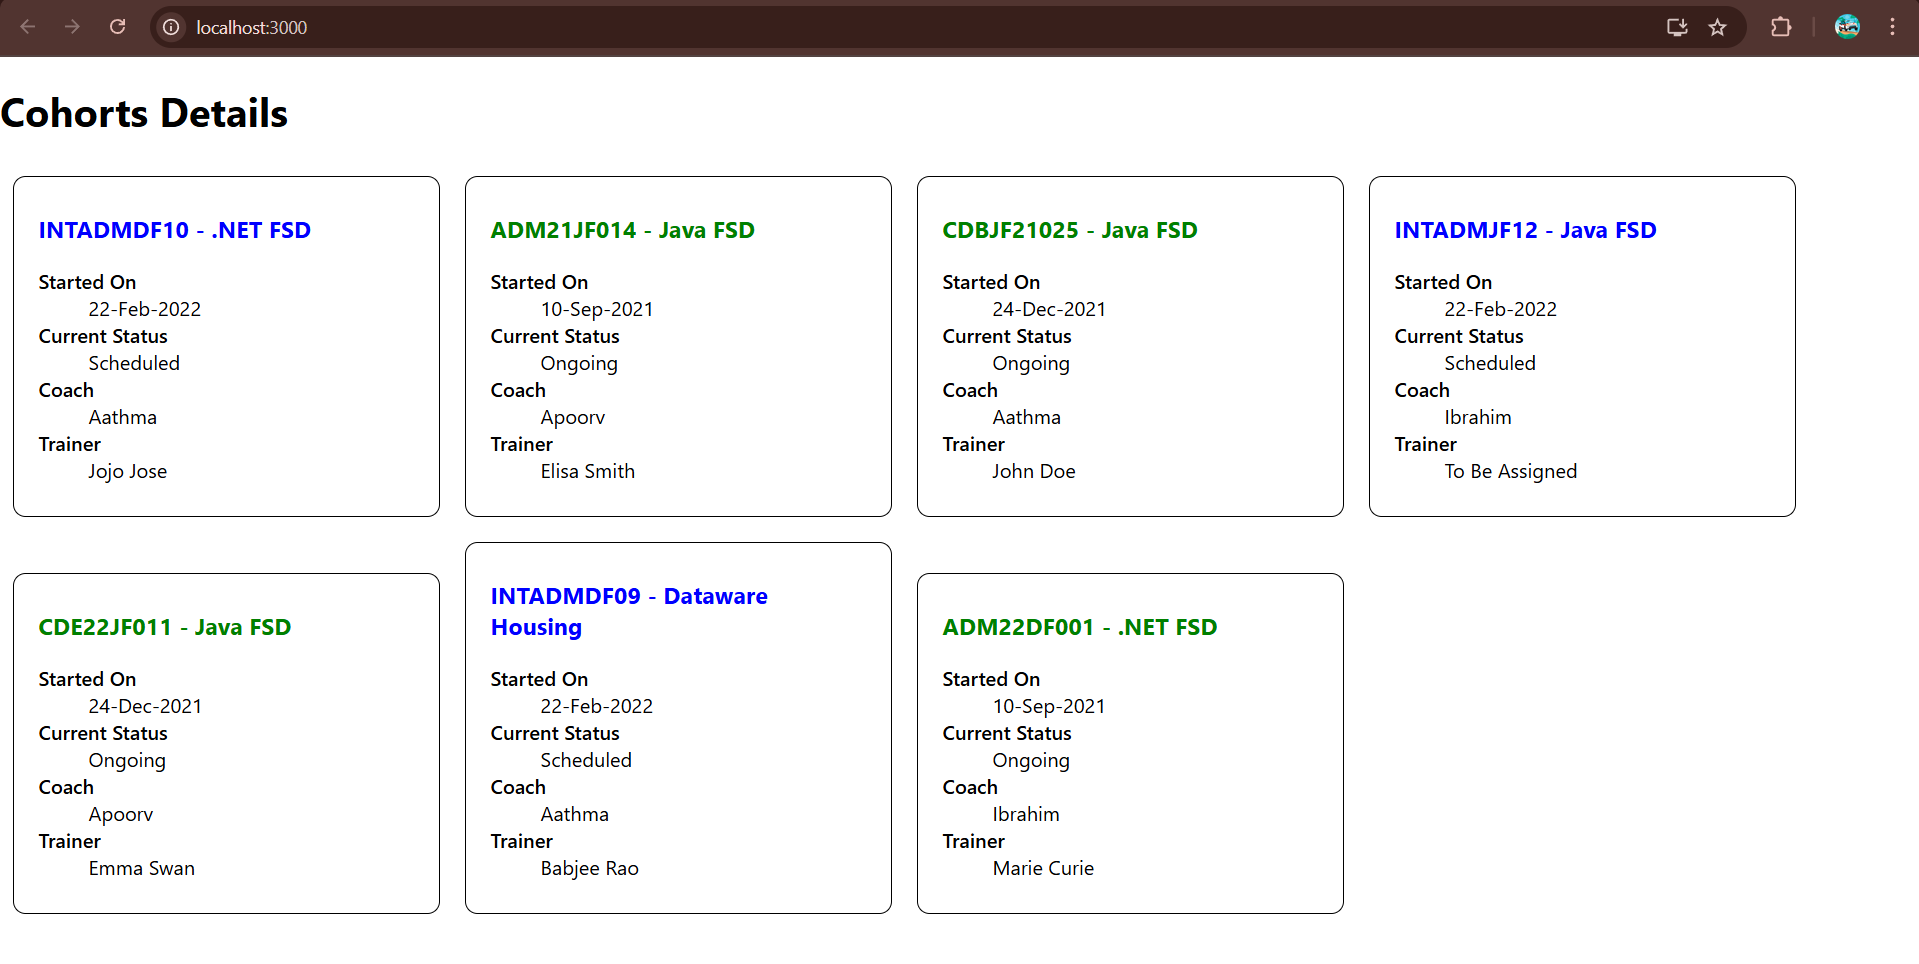 localhost:3000
Cohorts Details
INTADMDF10 - .NET FSD
Started On
22-Feb-2022
Current Status
Scheduled
Coach
Aathma
Trainer
Jojo Jose
ADM21JF014 - Java FSD
Started On
10-Sep-2021
Current Status
Ongoing
Coach
Apoorv
Trainer
Elisa Smith
CDBJF21025 - Java FSD
Started On
24-Dec-2021
Current Status
Ongoing
Coach
Aathma
Trainer
John Doe
INTADMJF12 - Java FSD
Started On
22-Feb-2022
Current Status
Scheduled
Coach
Ibrahim
Trainer
To Be Assigned
CDE22JF011 - Java FSD
Started On
24-Dec-2021
Current Status
Ongoing
Coach
Apoorv
Trainer
Emma Swan
INTADMDF09 - Dataware
Housing
Started On
22-Feb-2022
Current Status
Scheduled
Coach
Aathma
Trainer
Babjee Rao
ADM22DF001 - .NET FSD
Started On
10-Sep-2021
Current Status
Ongoing
Coach
Ibrahim
Trainer
Marie Curie